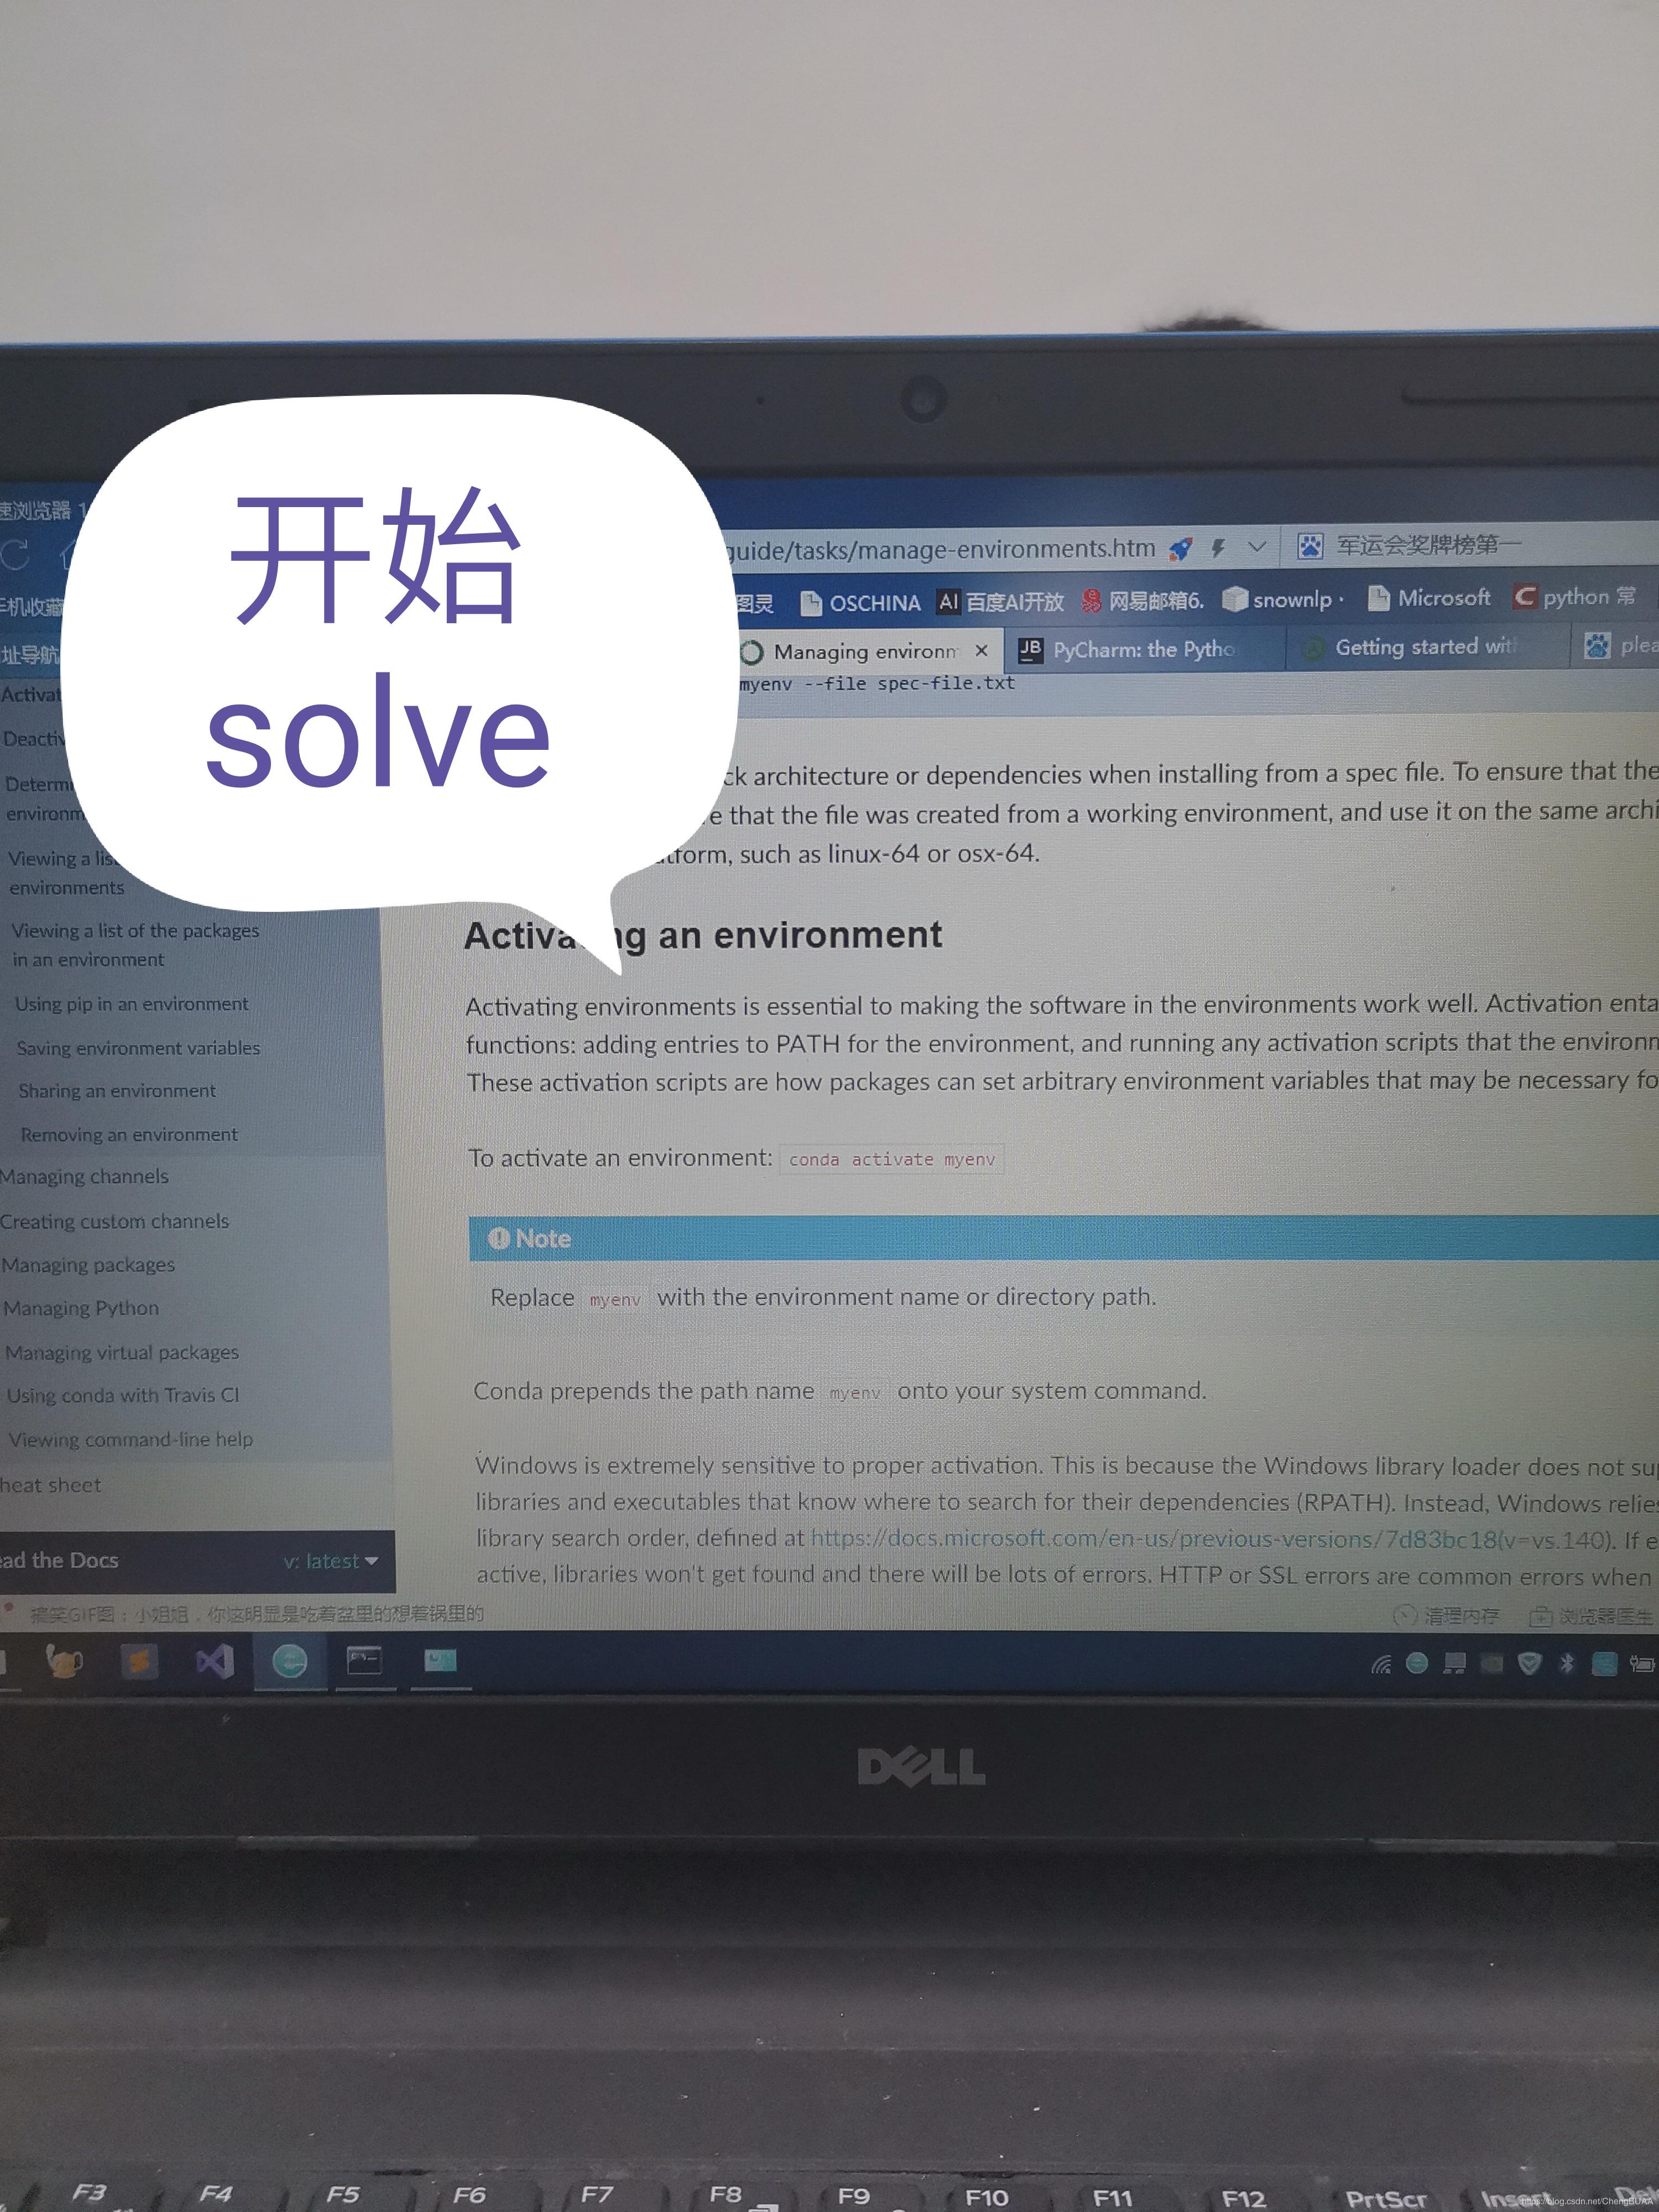 开始
solve
速浏览器 1
guide/tasks/manage-environments.htm
军运会奖牌榜第一
手机收藏
图灵 OSCHINA AI 百度AI开放 网易邮箱6. snownlp · Microsoft C python 常
址导航
Managing environm × JB PyCharm: the Pytho Getting started with plea
myenv --file spec-file.txt
Activat
Deactiv
Determi
environm
Viewing a lis
environments
Viewing a list of the packages
in an environment
Using pip in an environment
Saving environment variables
Sharing an environment
Removing an environment
Managing channels
Creating custom channels
Managing packages
Managing Python
Managing virtual packages
Using conda with Travis CI
Viewing command-line help
heat sheet
ead the Docs v: latest
ck architecture or dependencies when installing from a spec file. To ensure that the
e that the file was created from a working environment, and use it on the same archi
tform, such as linux-64 or osx-64.
Activating an environment
Activating environments is essential to making the software in the environments work well. Activation enta
functions: adding entries to PATH for the environment, and running any activation scripts that the environm
These activation scripts are how packages can set arbitrary environment variables that may be necessary fo
To activate an environment: conda activate myenv
Note
Replace myenv with the environment name or directory path.
Conda prepends the path name myenv onto your system command.
Windows is extremely sensitive to proper activation. This is because the Windows library loader does not sup
libraries and executables that know where to search for their dependencies (RPATH). Instead, Windows relies
library search order, defined at https://docs.microsoft.com/en-us/previous-versions/7d83bc18(v=vs.140). If e
active, libraries won't get found and there will be lots of errors. HTTP or SSL errors are common errors when
搞笑GIF图：小姐姐，你这明显是吃着盆里的想着锅里的
清理内存 浏览器医生
DELL
F3 F4 F5 F6 F7 F8 F9 F10 F11 F12 PrtScr Insert Del
https://blog.csdn.net/ChengBUAA